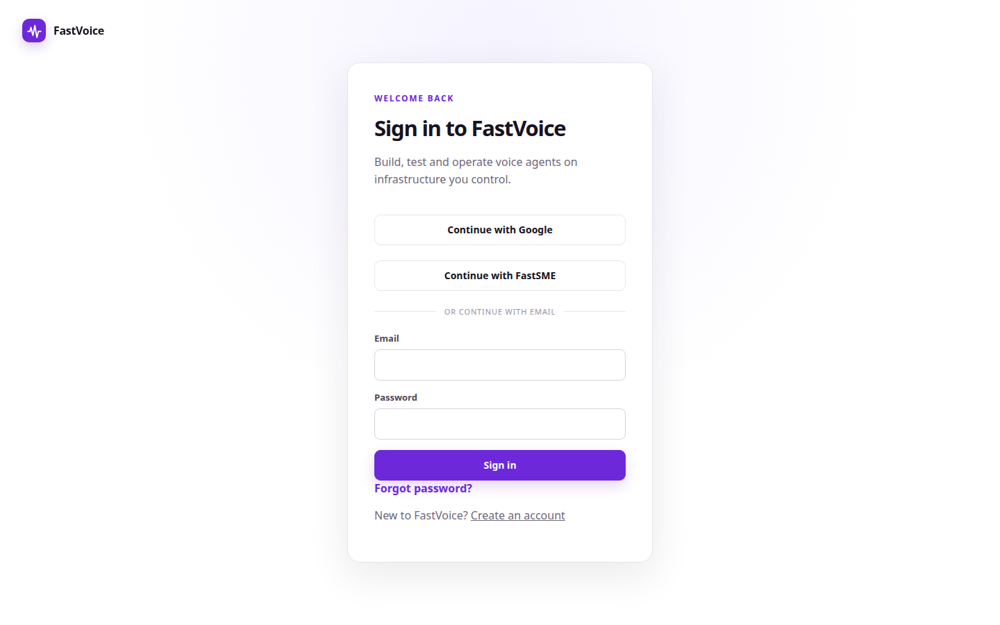 FastVoice
WELCOME BACK
Sign in to FastVoice
Build, test and operate voice agents on
infrastructure you control.
Continue with Google
Continue with FastSME
OR CONTINUE WITH EMAIL
Email
Password
Sign in
Forgot password?
New to FastVoice? Create an account